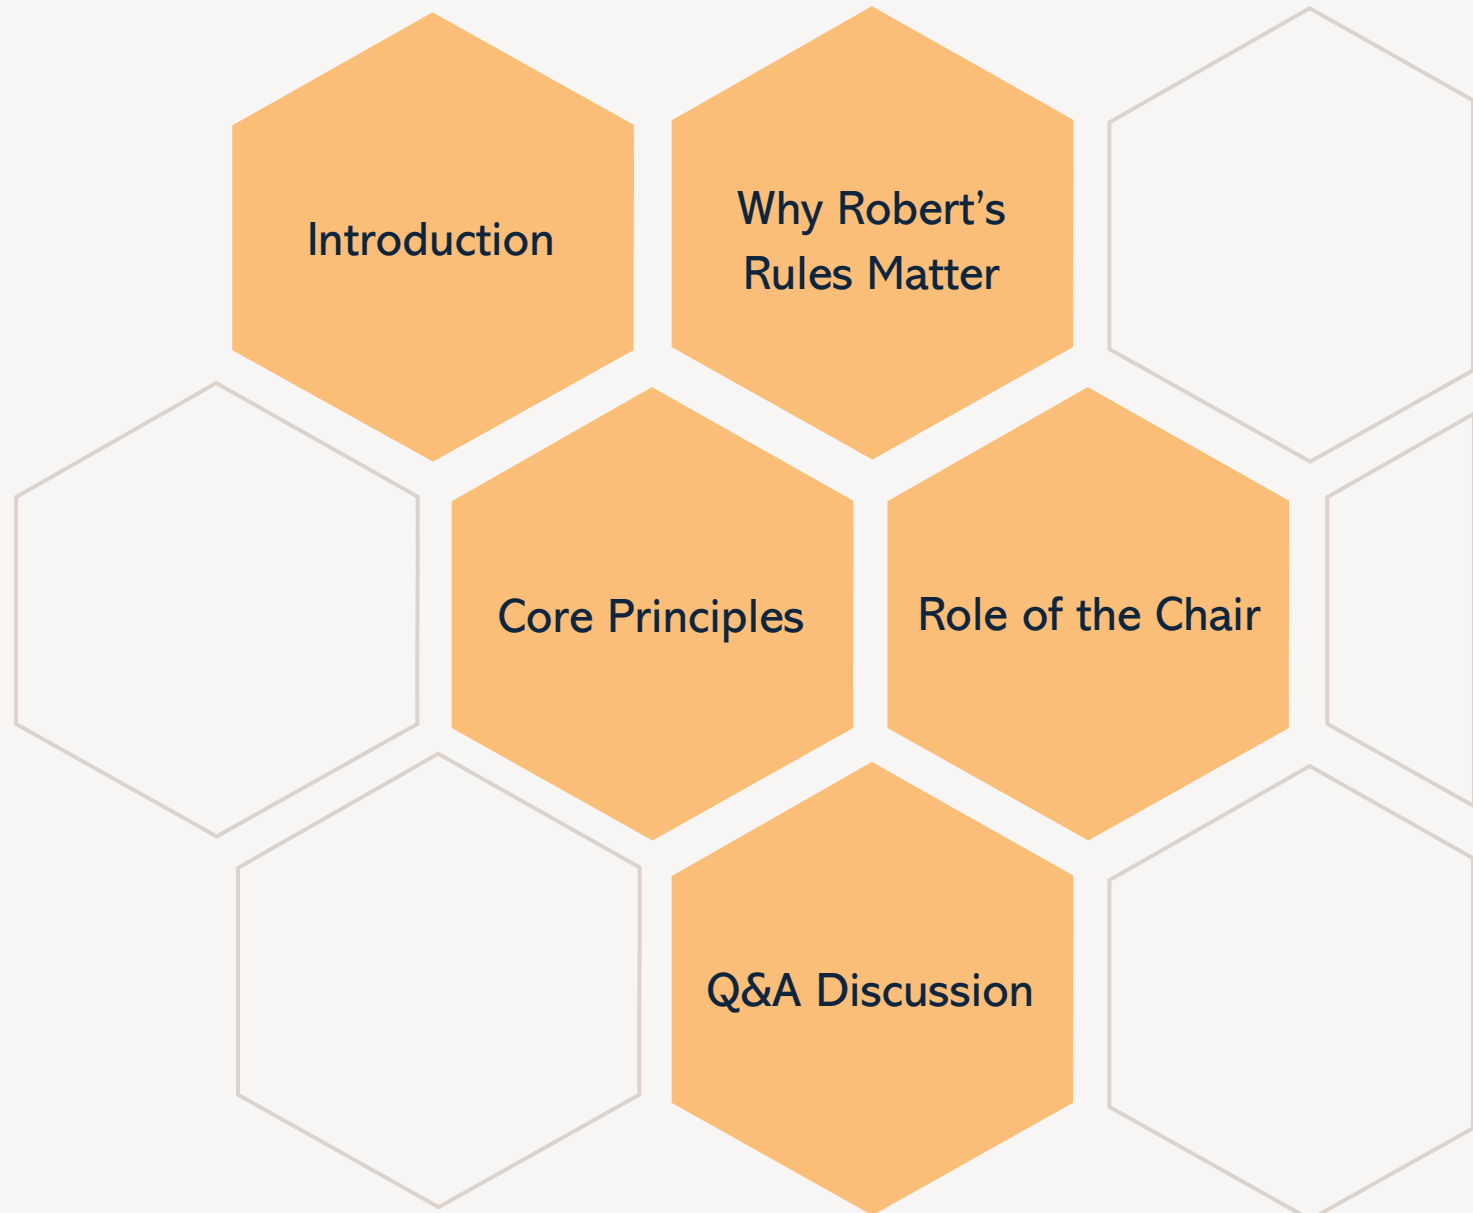 Introduction
Why Robert’s
Rules Matter
Core Principles
Role of the Chair
Q&A Discussion